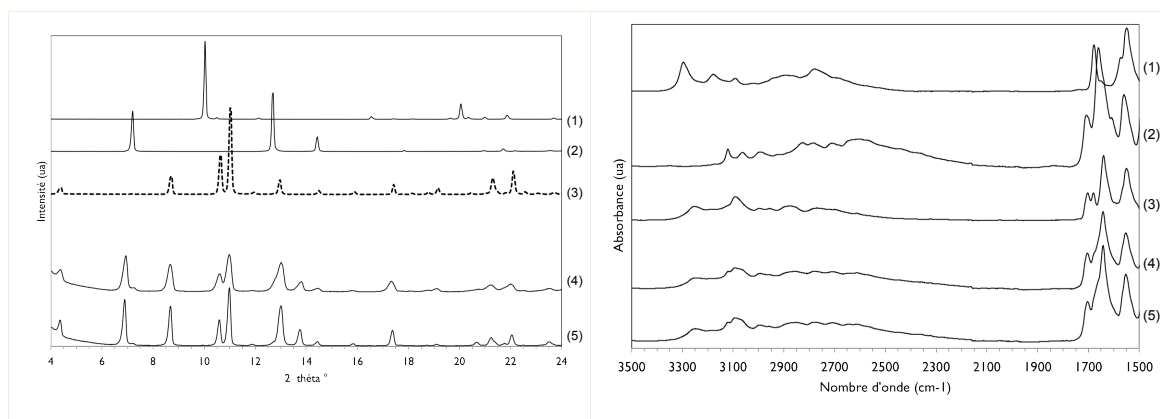 (1)
(2)
(3)
(4)
(5)
Intensité (ua)
4 6 8 10 12 14 16 18 20 22 24
2 théta °
(1)
(2)
(3)
(4)
(5)
Absorbance (ua)
3500 3300 3100 2900 2700 2500 2300 2100 1900 1700 1500
Nombre d'onde (cm-1)